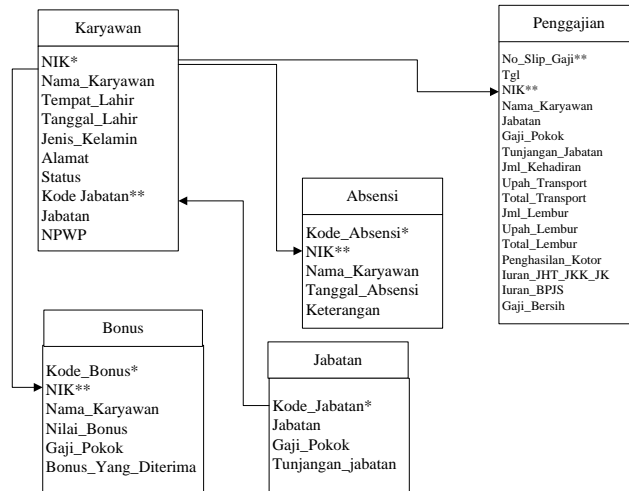 Karyawan
NIK*
Nama_Karyawan
Tempat_Lahir
Tanggal_Lahir
Jenis_Kelamin
Alamat
Status
Kode Jabatan**
Jabatan
NPWP
Penggajian
No_Slip_Gaji**
Tgl
NIK**
Nama_Karyawan
Jabatan
Gaji_Pokok
Tunjangan_Jabatan
Jml_Kehadiran
Upah_Transport
Total_Transport
Jml_Lembur
Upah_Lembur
Total_Lembur
Penghasilan_Kotor
Iuran_JHT_JKK_JK
Iuran_BPJS
Gaji_Bersih
Absensi
Kode_Absensi*
NIK**
Nama_Karyawan
Tanggal_Absensi
Keterangan
Bonus
Kode_Bonus*
NIK**
Nama_Karyawan
Nilai_Bonus
Gaji_Pokok
Bonus_Yang_Diterima
Jabatan
Kode_Jabatan*
Jabatan
Gaji_Pokok
Tunjangan_jabatan